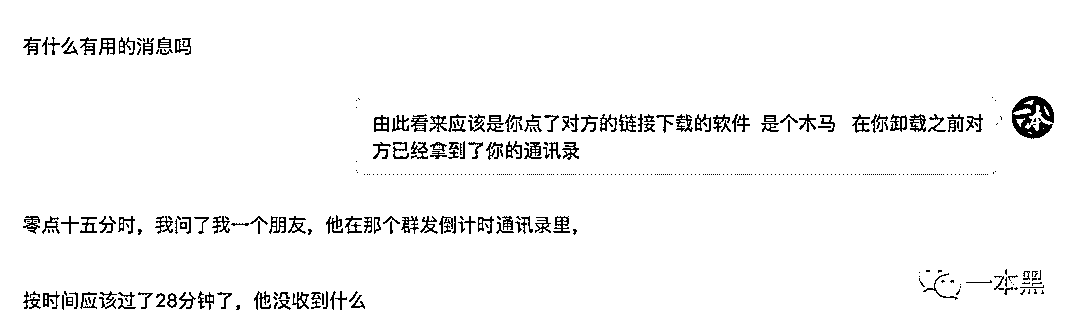 有什么有用的消息吗
由此看来应该是你点了对方的链接下载的软件 是个木马 在你卸载之前对
方已经拿到了你的通讯录
零点十五分时，我问了我一个朋友，他在那个群发倒计时通讯录里，
一本黑
按时间应该过了28分钟了，他没收到什么